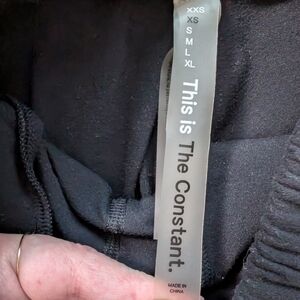 XXS
XS
S
M
L
XL
This is The Constant.
MADE IN
CHINA